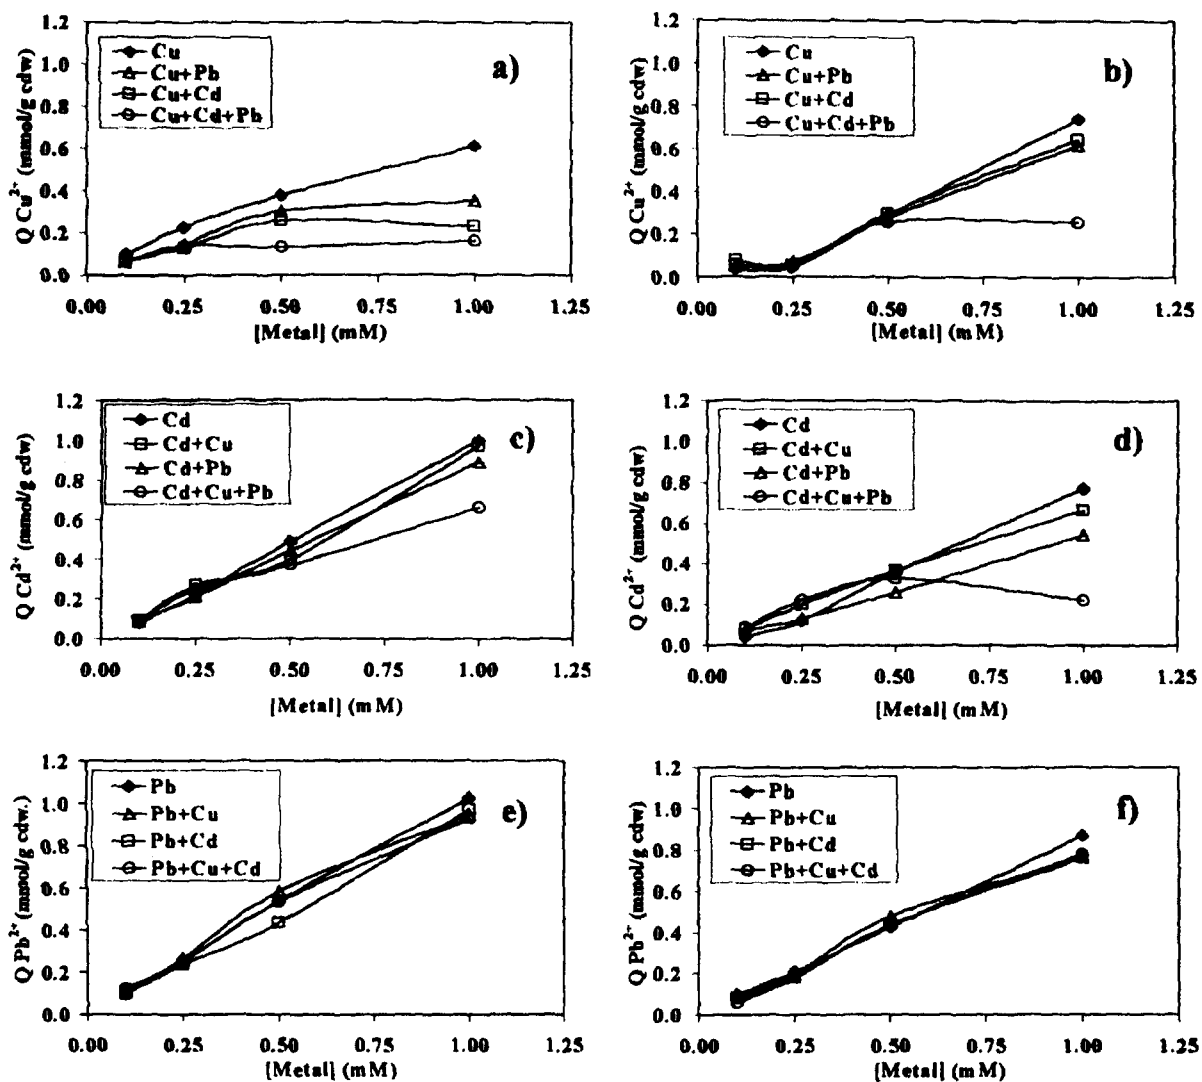 1.2
1.0
0.8
0.6
0.4
0.2
0.0
Q Cu²⁺ (mmol/g cdw)
Cu
Cu+Pb
Cu+Cd
Cu+Cd+Pb
a)
0.00 0.25 0.50 0.75 1.00 1.25
[Metal] (mM)
1.2
1.0
0.8
0.6
0.4
0.2
0.0
Q Cu²⁺ (mmol/g cdw)
Cu
Cu+Pb
Cu+Cd
Cu+Cd+Pb
b)
0.00 0.25 0.50 0.75 1.00 1.25
[Metal] (mM)
1.2
1.0
0.8
0.6
0.4
0.2
0.0
Q Cd²⁺ (mmol/g cdw)
Cd
Cd+Cu
Cd+Pb
Cd+Cu+Pb
c)
0.00 0.25 0.50 0.75 1.00 1.25
[Metal] (mM)
1.2
1.0
0.8
0.6
0.4
0.2
0.0
Q Cd²⁺ (mmol/g cdw)
Cd
Cd+Cu
Cd+Pb
Cd+Cu+Pb
d)
0.00 0.25 0.50 0.75 1.00 1.25
[Metal] (mM)
1.2
1.0
0.8
0.6
0.4
0.2
0.0
Q Pb²⁺ (mmol/g cdw.)
Pb
Pb+Cu
Pb+Cd
Pb+Cu+Cd
e)
0.00 0.25 0.50 0.75 1.00 1.25
[Metal] (mM)
1.2
1.0
0.8
0.6
0.4
0.2
0.0
Q Pb²⁺ (mmol/g cdw)
Pb
Pb+Cu
Pb+Cd
Pb+Cu+Cd
f)
0.00 0.25 0.50 0.75 1.00 1.25
[Metal] (mM)